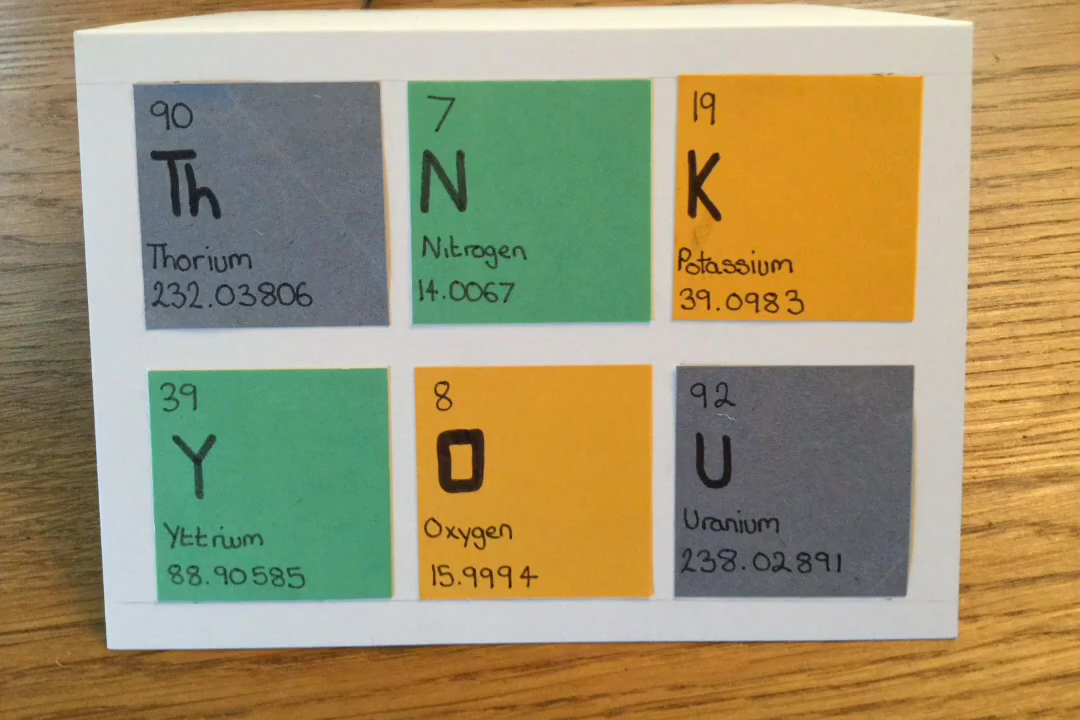 90
Th
Thorium
232.03806
7
N
Nitrogen
14.0067
19
K
Potassium
39.0983
39
Y
Yttrium
88.90585
8
O
Oxygen
15.9994
92
U
Uranium
238.02891